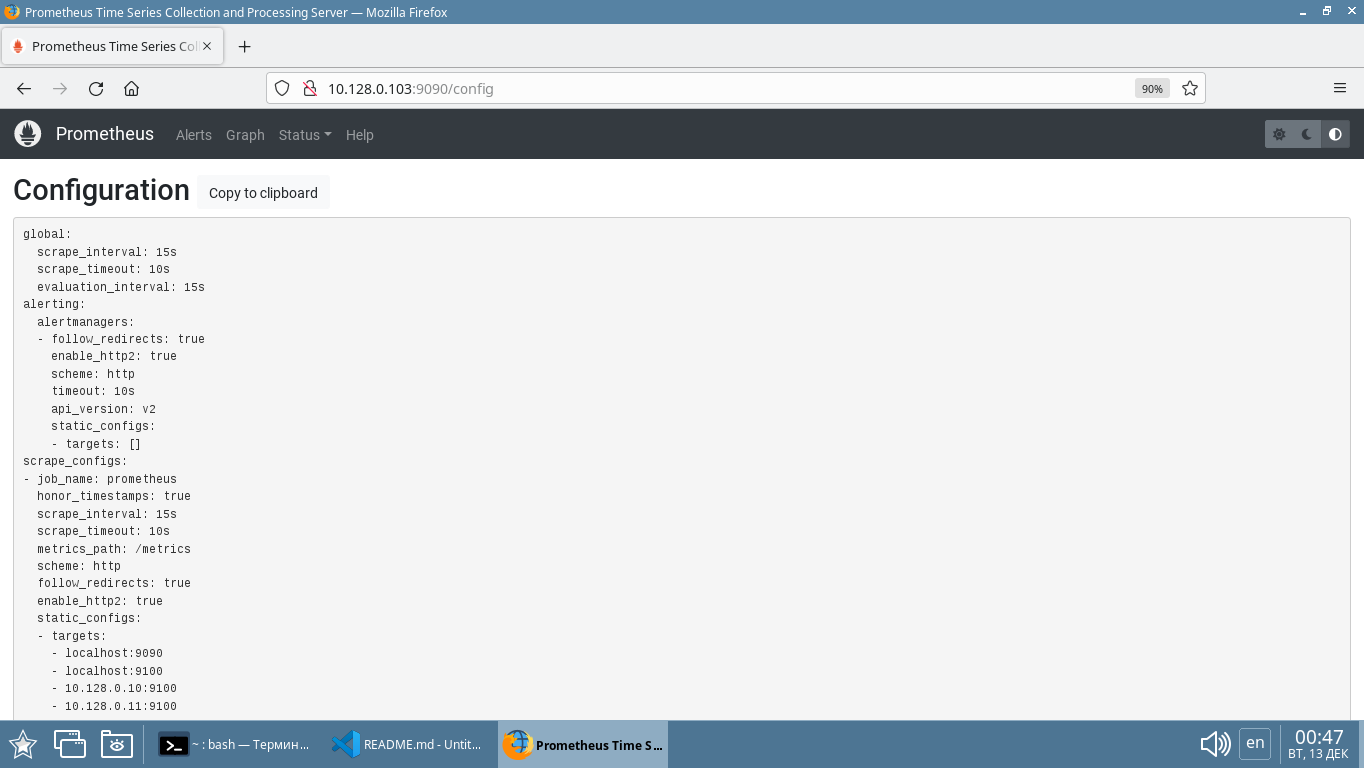 Prometheus Time Series Collection and Processing Server — Mozilla Firefox
Prometheus Time Series Col
10.128.0.103:9090/config
90%
Prometheus Alerts Graph Status Help
Configuration Copy to clipboard
global:
  scrape_interval: 15s
  scrape_timeout: 10s
  evaluation_interval: 15s
alerting:
  alertmanagers:
  - follow_redirects: true
    enable_http2: true
    scheme: http
    timeout: 10s
    api_version: v2
    static_configs:
    - targets: []
scrape_configs:
- job_name: prometheus
  honor_timestamps: true
  scrape_interval: 15s
  scrape_timeout: 10s
  metrics_path: /metrics
  scheme: http
  follow_redirects: true
  enable_http2: true
  static_configs:
  - targets:
    - localhost:9090
    - localhost:9100
    - 10.128.0.10:9100
    - 10.128.0.11:9100
~ : bash — Термин...
README.md - Untit...
Prometheus Time S...
en
00:47
ВТ, 13 ДЕК